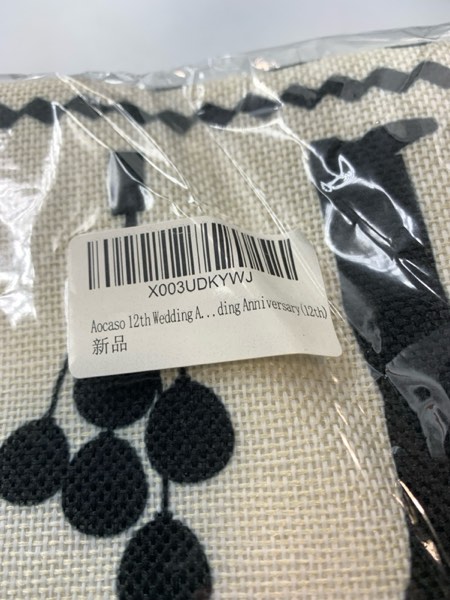 X003UDKYWJ
Aocaso 12th Wedding A...ding Anniversary(12th)
新品